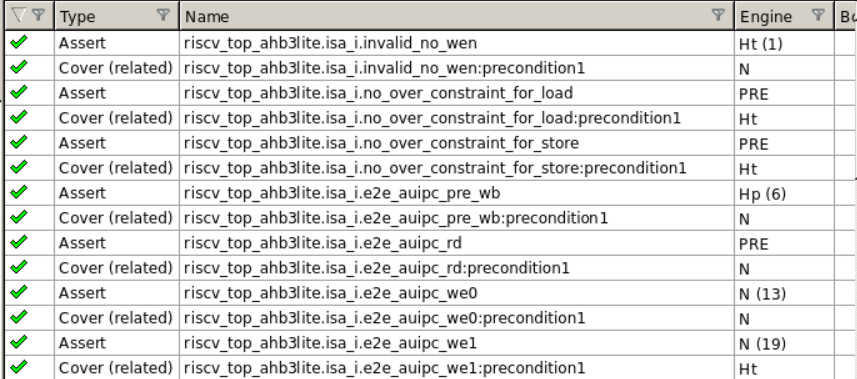 Type Name Engine Bo
Assert riscv_top_ahb3lite.isa_i.invalid_no_wen Ht (1)
Cover (related) riscv_top_ahb3lite.isa_i.invalid_no_wen:precondition1 N
Assert riscv_top_ahb3lite.isa_i.no_over_constraint_for_load PRE
Cover (related) riscv_top_ahb3lite.isa_i.no_over_constraint_for_load:precondition1 Ht
Assert riscv_top_ahb3lite.isa_i.no_over_constraint_for_store PRE
Cover (related) riscv_top_ahb3lite.isa_i.no_over_constraint_for_store:precondition1 Ht
Assert riscv_top_ahb3lite.isa_i.e2e_auipc_pre_wb Hp (6)
Cover (related) riscv_top_ahb3lite.isa_i.e2e_auipc_pre_wb:precondition1 N
Assert riscv_top_ahb3lite.isa_i.e2e_auipc_rd PRE
Cover (related) riscv_top_ahb3lite.isa_i.e2e_auipc_rd:precondition1 N
Assert riscv_top_ahb3lite.isa_i.e2e_auipc_we0 N (13)
Cover (related) riscv_top_ahb3lite.isa_i.e2e_auipc_we0:precondition1 N
Assert riscv_top_ahb3lite.isa_i.e2e_auipc_we1 N (19)
Cover (related) riscv_top_ahb3lite.isa_i.e2e_auipc_we1:precondition1 Ht